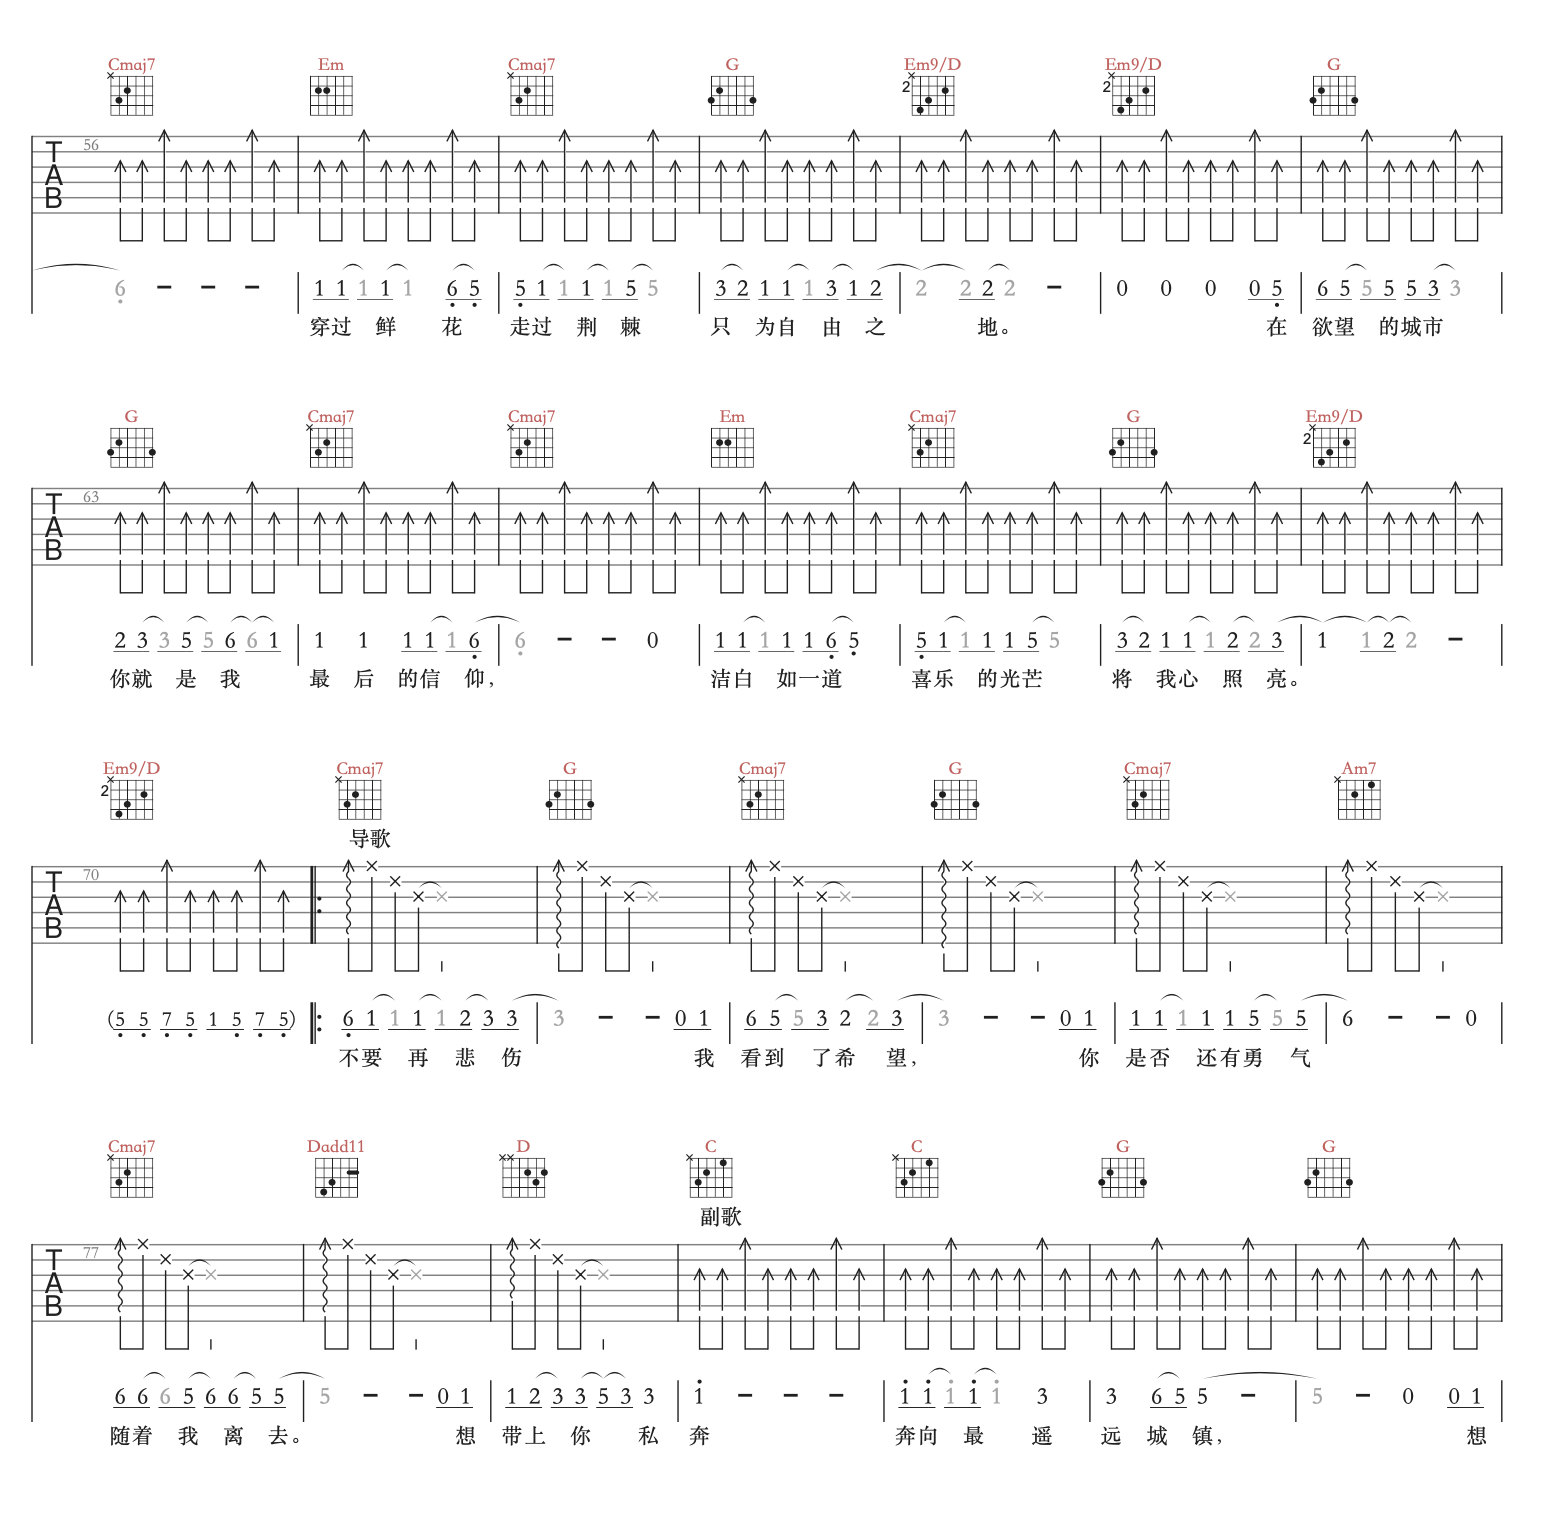 Cmaj7 Em Cmaj7 G Em9/D Em9/D G
2 2
56
T
A
B
6 - - - 1 1 1 1 1 6 5 5 1 1 1 1 5 5 3 2 1 1 1 3 1 2 2 2 2 2 - 0 0 0 0 5 6 5 5 5 5 3 3
穿过 鲜 花 走过 荆 棘 只 为自 由 之 地。 在 欲望 的城市
G Cmaj7 Cmaj7 Em Cmaj7 G Em9/D
2
63
T
A
B
2 3 3 5 5 6 6 1 1 1 1 1 1 6 6 - - 0 1 1 1 1 1 6 5 5 1 1 1 1 5 5 3 2 1 1 1 2 2 3 1 1 2 2 -
你就 是 我 最 后 的信 仰, 洁白 如一道 喜乐 的光芒 将 我心 照 亮。
Em9/D Cmaj7 G Cmaj7 G Cmaj7 Am7
2
导歌
70
T
A
B
(5 5 7 5 1 5 7 5) 6 1 1 1 1 2 3 3 3 - - 0 1 6 5 5 3 2 2 3 3 - - 0 1 1 1 1 1 1 5 5 5 6 - - 0
不要 再 悲 伤 我 看到 了希 望, 你 是否 还有勇 气
Cmaj7 Dadd11 D C C G G
副歌
77
T
A
B
6 6 6 5 6 6 5 5 5 - - 0 1 1 2 3 3 5 3 3 1 - - - 1 1 1 1 1 3 3 6 5 5 - 5 - 0 0 1
随着 我 离 去。 想 带上 你 私 奔 奔向 最 遥 远 城 镇, 想